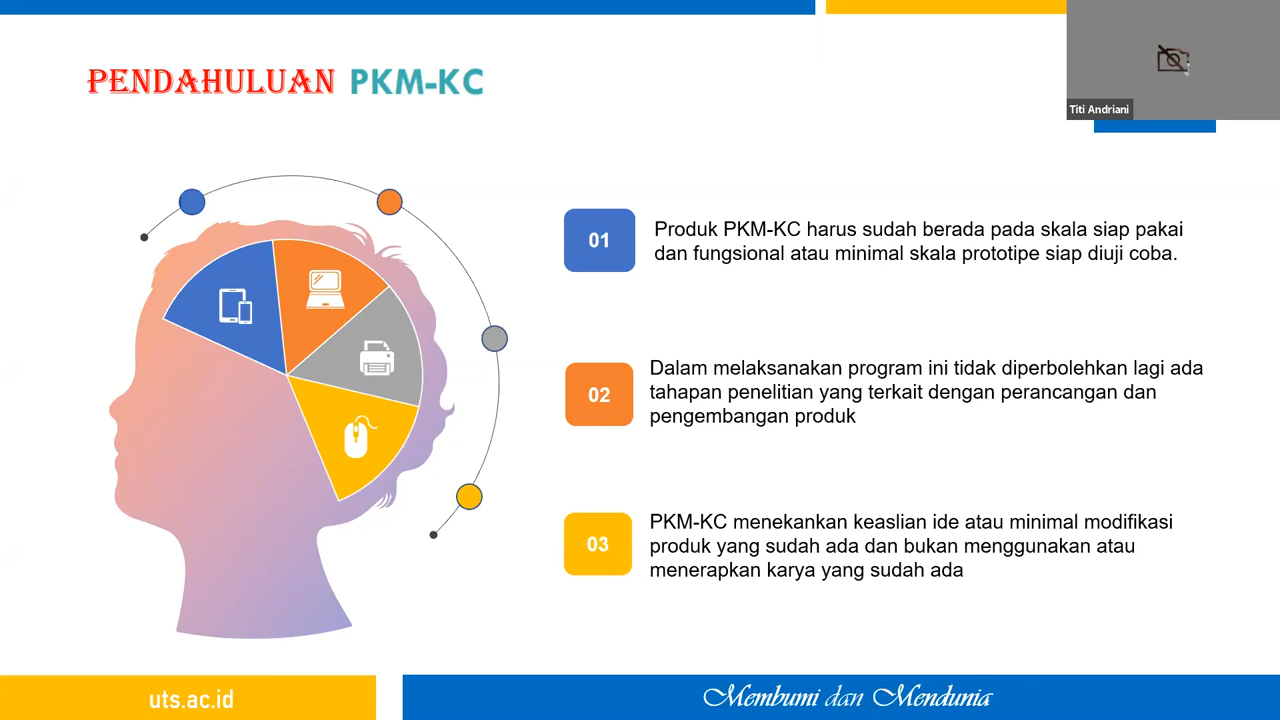 PENDAHULUAN PKM-KC
Titi Andriani
01
Produk PKM-KC harus sudah berada pada skala siap pakai
dan fungsional atau minimal skala prototipe siap diuji coba.
02
Dalam melaksanakan program ini tidak diperbolehkan lagi ada
tahapan penelitian yang terkait dengan perancangan dan
pengembangan produk
03
PKM-KC menekankan keaslian ide atau minimal modifikasi
produk yang sudah ada dan bukan menggunakan atau
menerapkan karya yang sudah ada
uts.ac.id
Membumi dan Mendunia